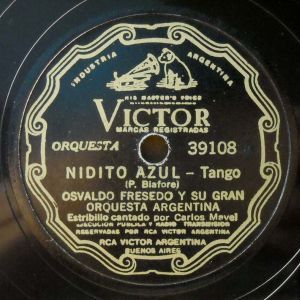 INDUSTRIA ARGENTINA
HIS MASTER'S VOICE
VICTOR
MARCAS REGISTRADAS
ORQUESTA 39108
NIDITO AZUL – Tango
(P. Biafore)
OSVALDO FRESEDO Y SU GRAN
ORQUESTA ARGENTINA
Estribillo cantado por Carlos Mavel
EJECUCION PUBLICA Y RADIO TRANSMISION
RESERVADAS POR RCA VICTOR ARGENTINA
RCA VICTOR ARGENTINA
BUENOS AIRES